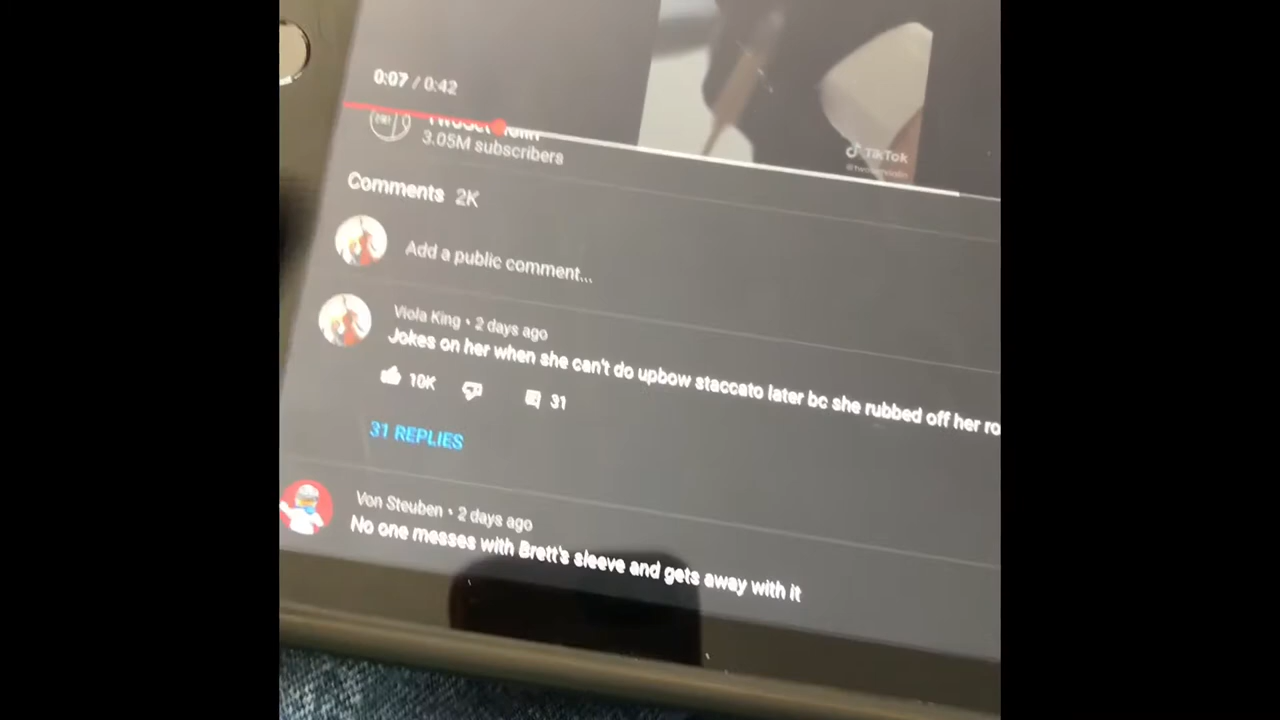 0:07 / 0:42
3.05M subscribers
TikTok
Comments 2K
Add a public comment...
Viola King • 2 days ago
Jokes on her when she can't do upbow staccato later bc she rubbed off her ro
10K 31
31 REPLIES
Von Steuben • 2 days ago
No one messes with Brett's sleeve and gets away with it